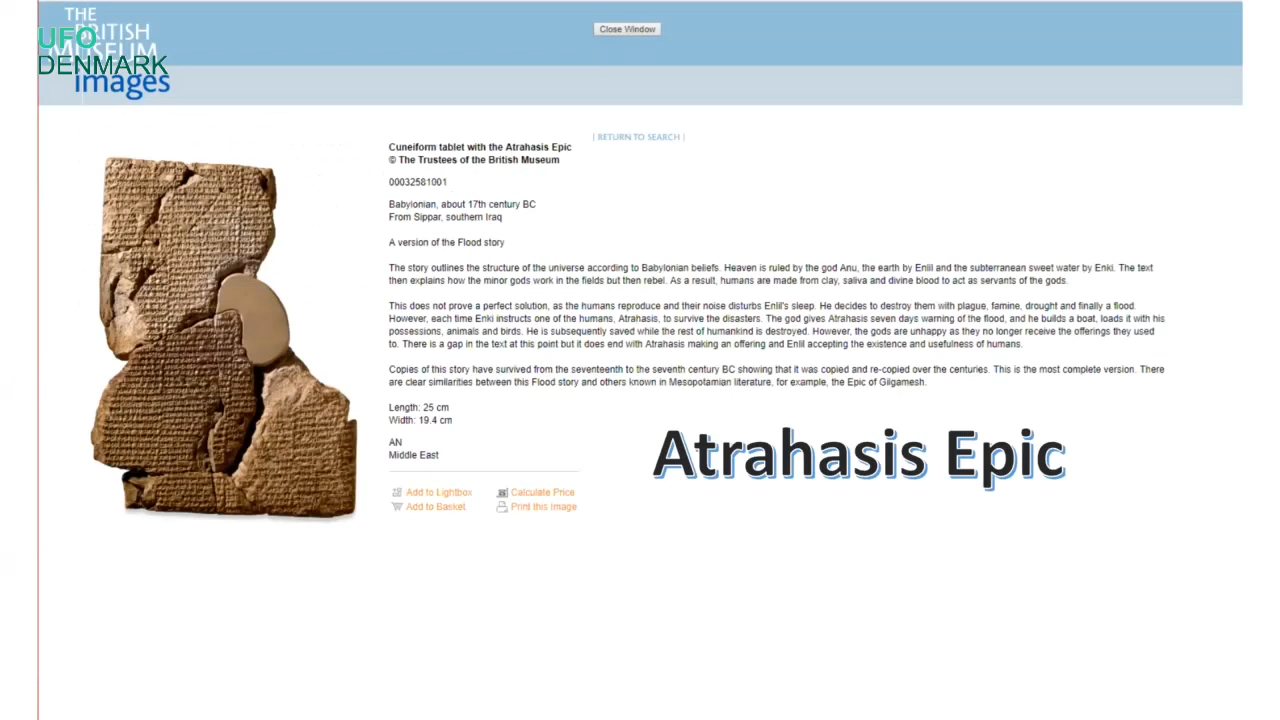 THE
BRITISH
MUSEUM
images
UFO
DENMARK
Close Window
| RETURN TO SEARCH |
Cuneiform tablet with the Atrahasis Epic
© The Trustees of the British Museum
00032581001
Babylonian, about 17th century BC
From Sippar, southern Iraq
A version of the Flood story
The story outlines the structure of the universe according to Babylonian beliefs. Heaven is ruled by the god Anu, the earth by Enlil and the subterranean sweet water by Enki. The text
then explains how the minor gods work in the fields but then rebel. As a result, humans are made from clay, saliva and divine blood to act as servants of the gods.
This does not prove a perfect solution, as the humans reproduce and their noise disturbs Enlil's sleep. He decides to destroy them with plague, famine, drought and finally a flood.
However, each time Enki instructs one of the humans, Atrahasis, to survive the disasters. The god gives Atrahasis seven days warning of the flood, and he builds a boat, loads it with his
possessions, animals and birds. He is subsequently saved while the rest of humankind is destroyed. However, the gods are unhappy as they no longer receive the offerings they used
to. There is a gap in the text at this point but it does end with Atrahasis making an offering and Enlil accepting the existence and usefulness of humans.
Copies of this story have survived from the seventeenth to the seventh century BC showing that it was copied and re-copied over the centuries. This is the most complete version. There
are clear similarities between this Flood story and others known in Mesopotamian literature, for example, the Epic of Gilgamesh.
Length: 25 cm
Width: 19.4 cm
AN
Middle East
Atrahasis Epic
Add to Lightbox
Calculate Price
Add to Basket
Print this Image